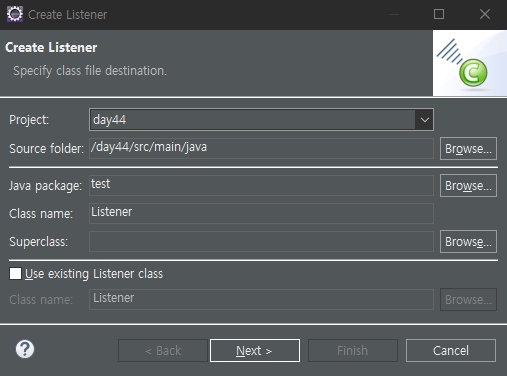 Create Listener
Create Listener
Specify class file destination.
Project: day44
Source folder: /day44/src/main/java Browse...
Java package: test Browse...
Class name: Listener
Superclass: Browse...
Use existing Listener class
Class name: Listener Browse...
? < Back Next > Finish Cancel